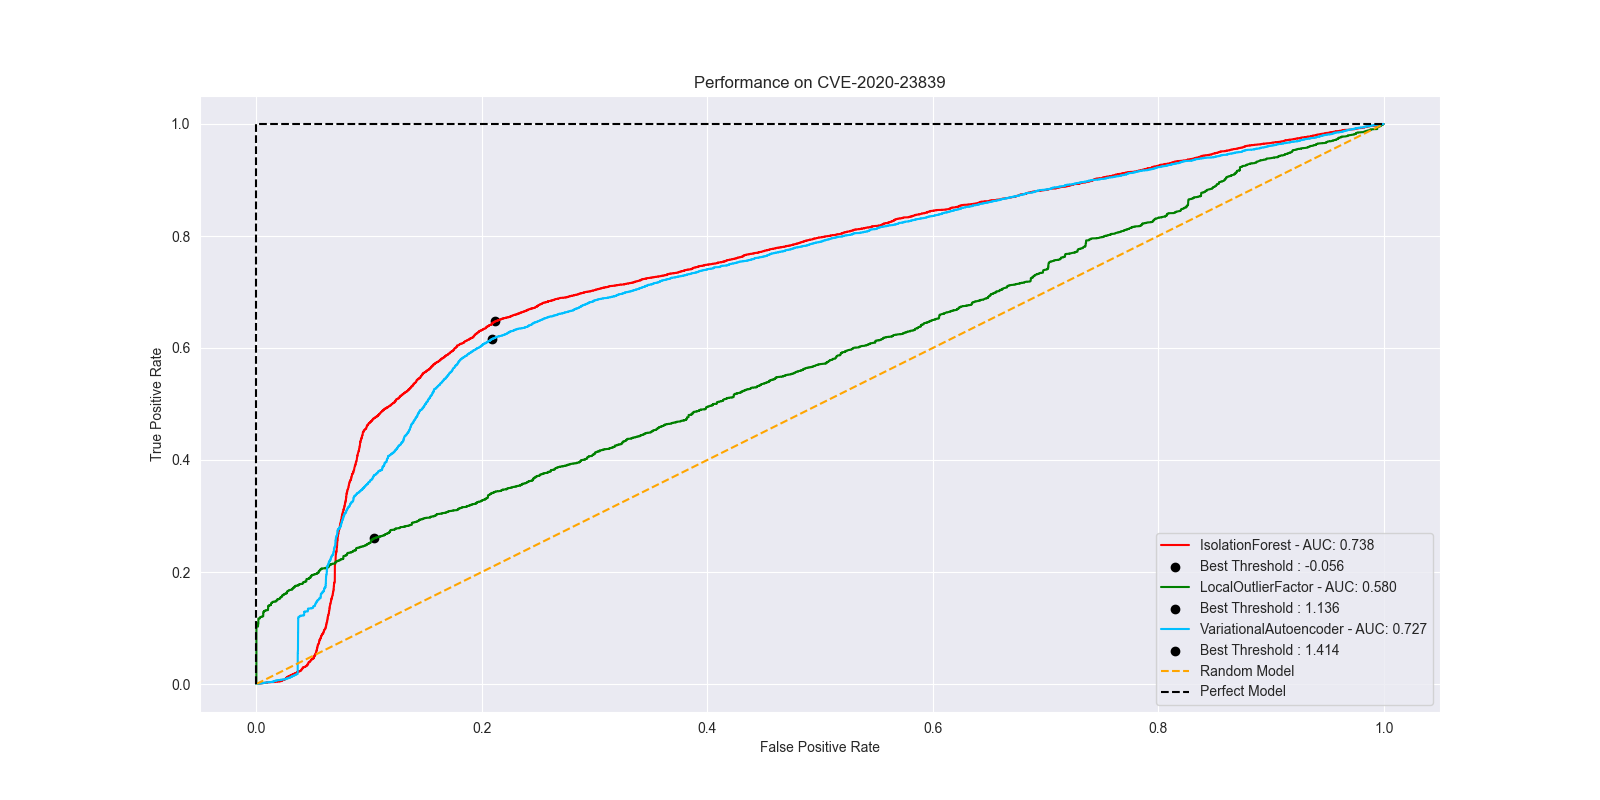 Performance on CVE-2020-23839
1.0
0.8
0.6
0.4
0.2
0.0
True Positive Rate
IsolationForest - AUC: 0.738
Best Threshold : -0.056
LocalOutlierFactor - AUC: 0.580
Best Threshold : 1.136
VariationalAutoencoder - AUC: 0.727
Best Threshold : 1.414
Random Model
Perfect Model
0.0 0.2 0.4 0.6 0.8 1.0
False Positive Rate